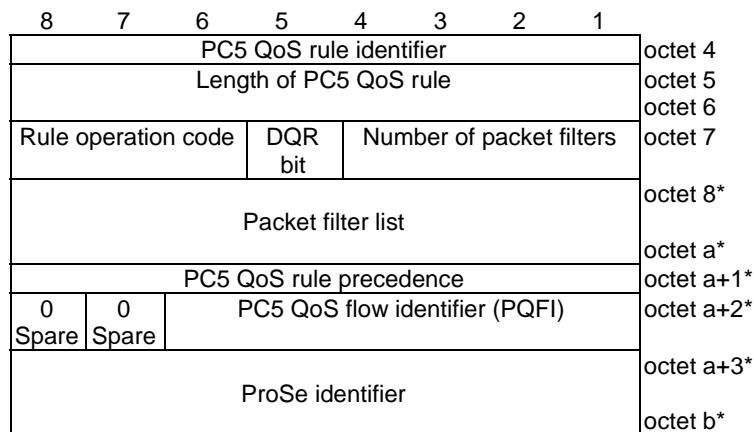 8 7 6 5 4 3 2 1
PC5 QoS rule identifier octet 4
Length of PC5 QoS rule octet 5
octet 6
Rule operation code DQR Number of packet filters octet 7
bit
octet 8*
Packet filter list
octet a*
PC5 QoS rule precedence octet a+1*
0 0 PC5 QoS flow identifier (PQFI) octet a+2*
Spare Spare
octet a+3*
ProSe identifier
octet b*